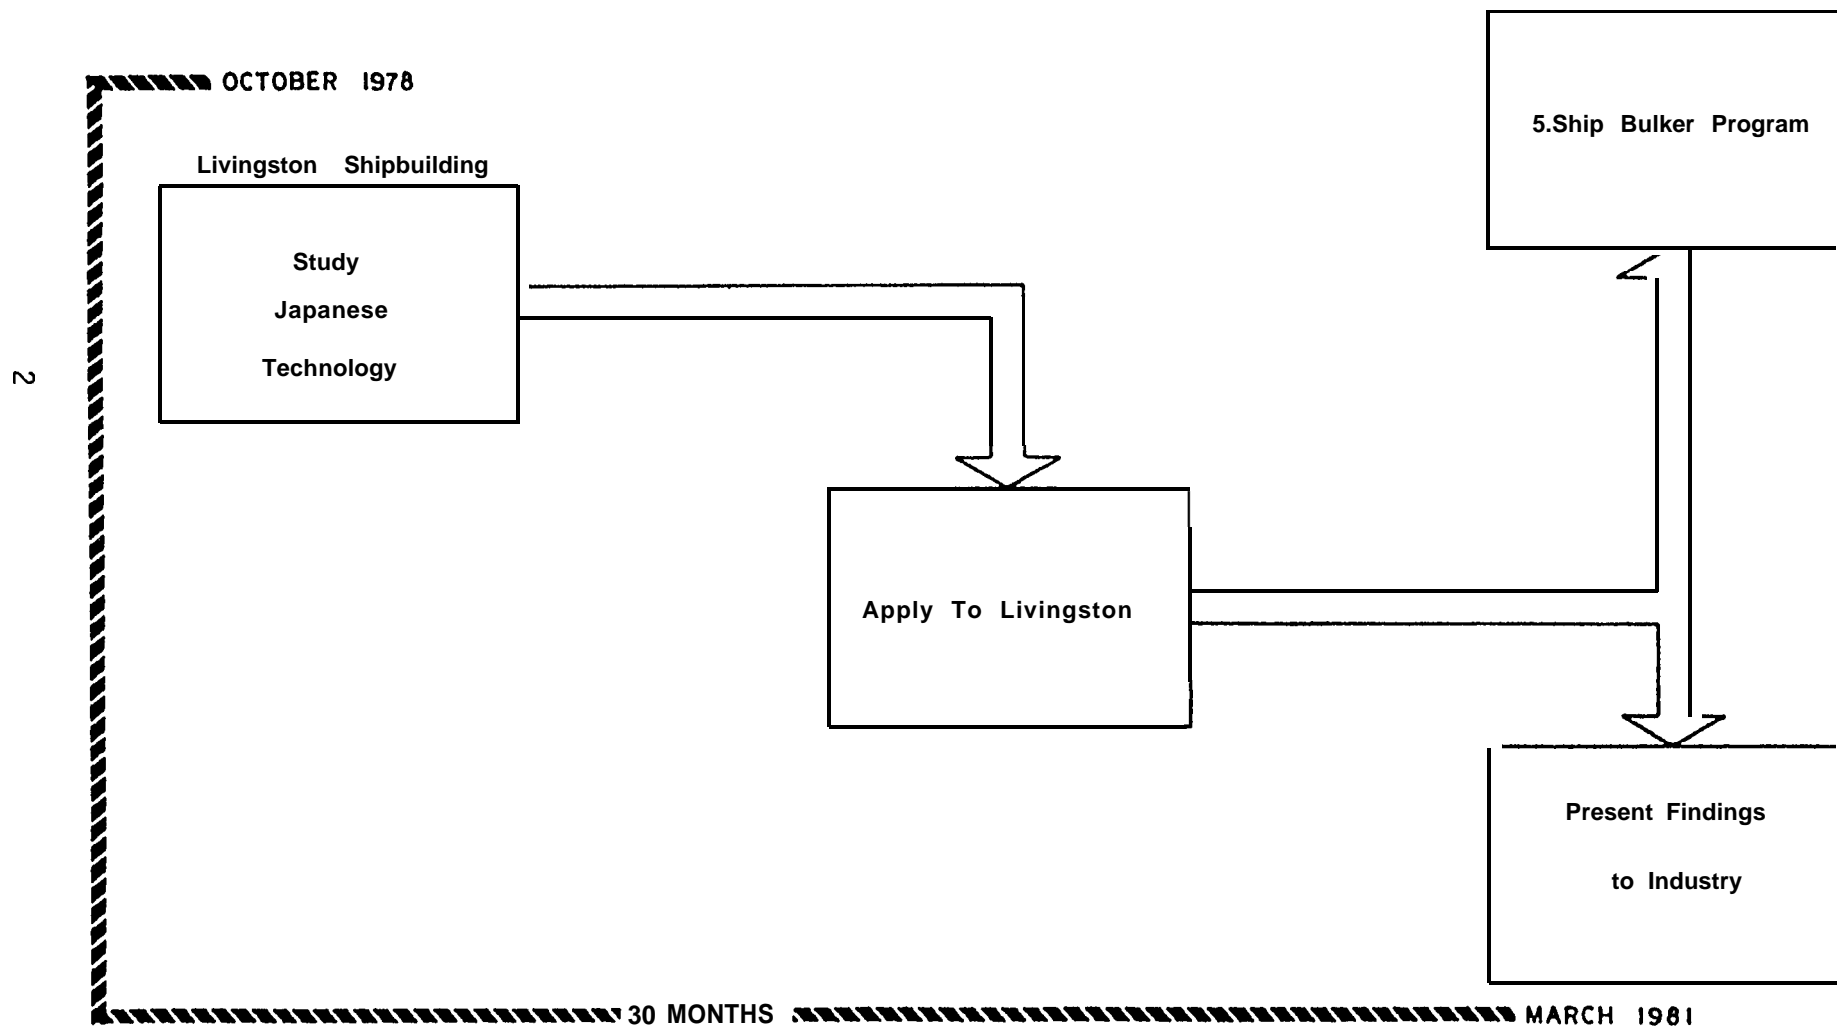 OCTOBER 1978
5.Ship Bulker Program
Livingston Shipbuilding
Study
Japanese
Technology
2
Apply To Livingston
Present Findings
to Industry
30 MONTHS
MARCH 1981